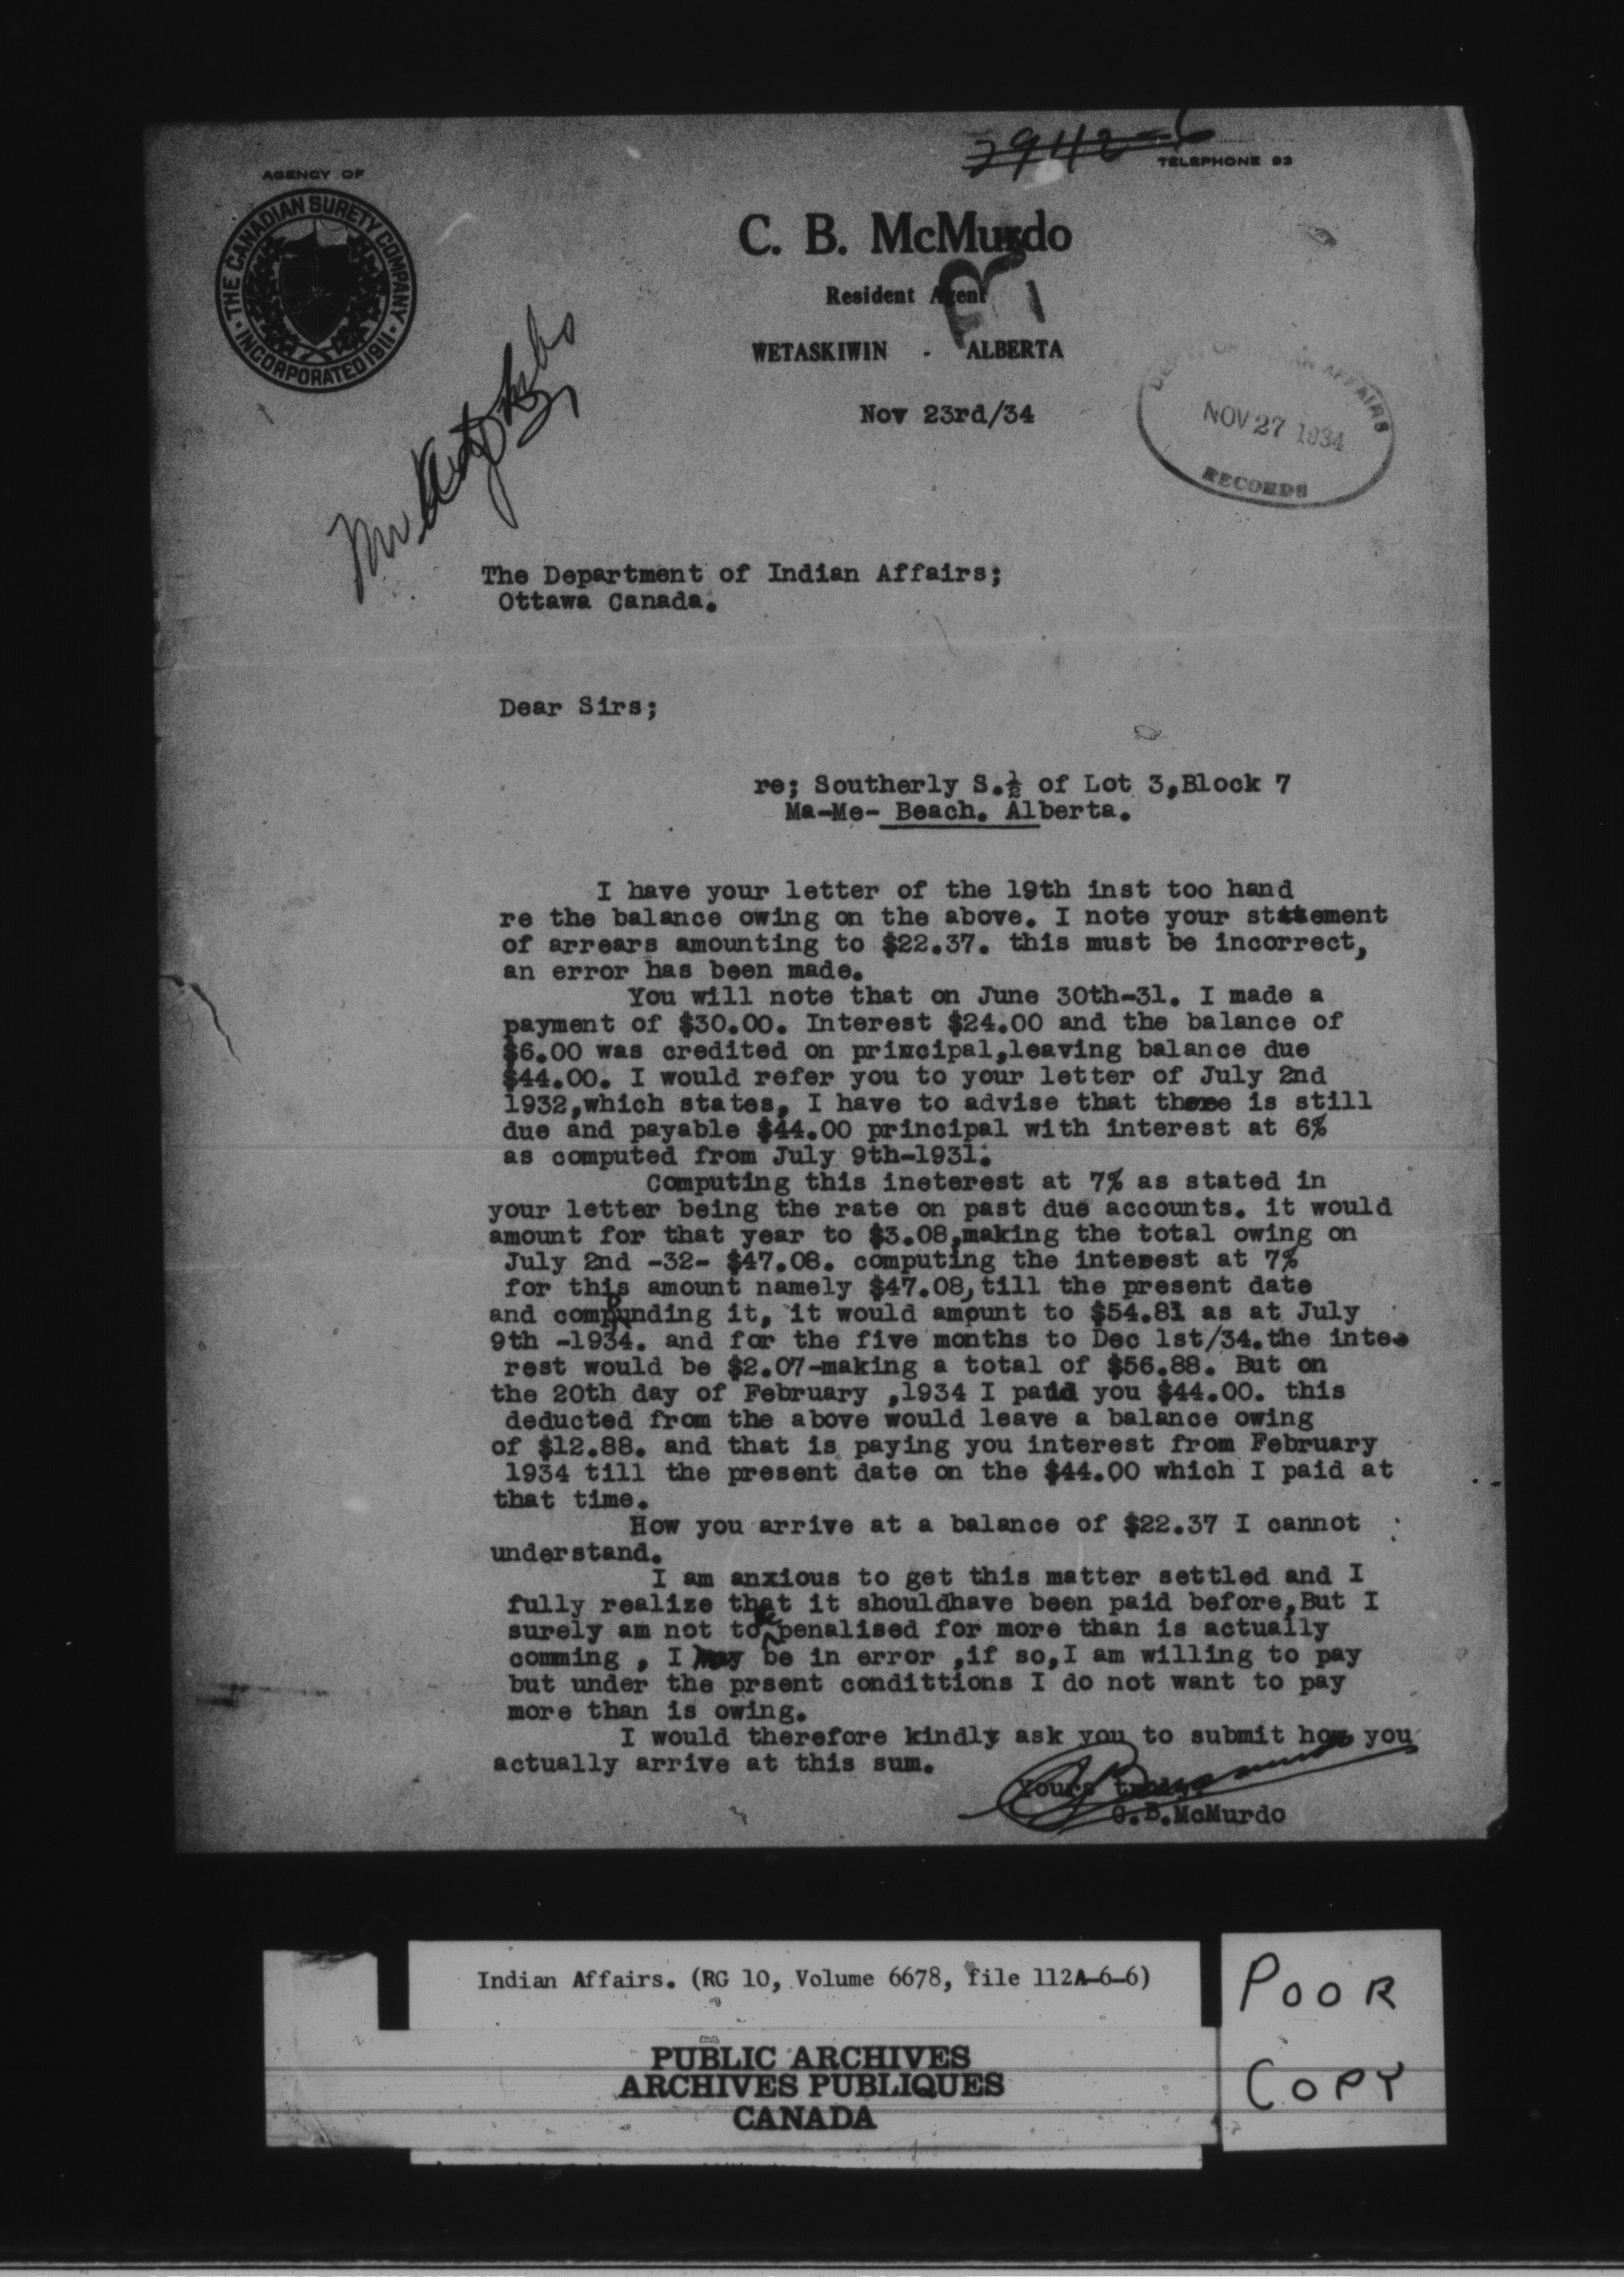 29112-6
TELEPHONE 93
AGENCY OF
THE CANADIAN SURETY COMPANY
INCORPORATED 1911
C. B. McMurdo
Resident Agent
WETASKIWIN - ALBERTA
Nov 23rd/34
NOV 27 1934
RECORDS
Mr
The Department of Indian Affairs;
Ottawa Canada.
Dear Sirs;
re; Southerly S.½ of Lot 3,Block 7
Ma-Me- Beach. Alberta.
I have your letter of the 19th inst too hand
re the balance owing on the above. I note your statement
of arrears amounting to $22.37. this must be incorrect,
an error has been made.
You will note that on June 30th-31. I made a
payment of $30.00. Interest $24.00 and the balance of
$6.00 was credited on principal,leaving balance due
$44.00. I would refer you to your letter of July 2nd
1932,which states, I have to advise that there is still
due and payable $44.00 principal with interest at 6%
as computed from July 9th-1931.
Computing this ineterest at 7% as stated in
your letter being the rate on past due accounts. it would
amount for that year to $3.08,making the total owing on
July 2nd -32- $47.08. computing the interest at 7%
for this amount namely $47.08,till the present date
and compounding it, it would amount to $54.81 as at July
9th -1934. and for the five months to Dec 1st/34.the inte-
rest would be $2.07-making a total of $56.88. But on
the 20th day of February ,1934 I paid you $44.00. this
deducted from the above would leave a balance owing
of $12.88. and that is paying you interest from February
1934 till the present date on the $44.00 which I paid at
that time.
How you arrive at a balance of $22.37 I cannot
understand.
I am anxious to get this matter settled and I
fully realize that it shouldhave been paid before,But I
surely am not to be penalised for more than is actually
comming , I may be in error ,if so,I am willing to pay
but under the prsent condittions I do not want to pay
more than is owing.
I would therefore kindly ask you to submit how you
actually arrive at this sum.
Yours truly.
C.B.McMurdo
Indian Affairs. (RG 10, Volume 6678, file 112A-6-6)
PUBLIC ARCHIVES
ARCHIVES PUBLIQUES
CANADA
POOR
COPY